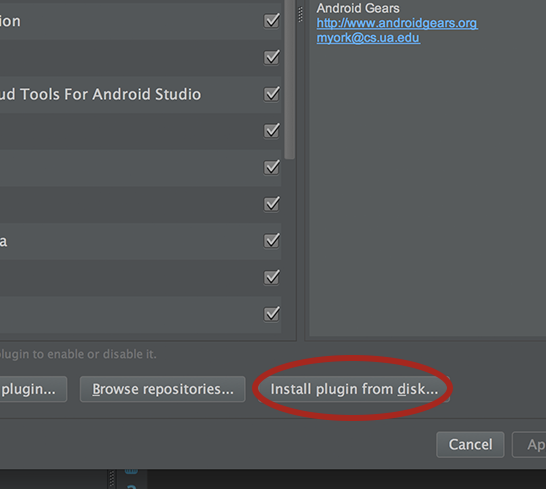 Android Gears
http://www.androidgears.org
myork@cs.ua.edu
ion
ud Tools For Android Studio
a
plugin to enable or disable it.
plugin... Browse repositories... Install plugin from disk...
Cancel Ap